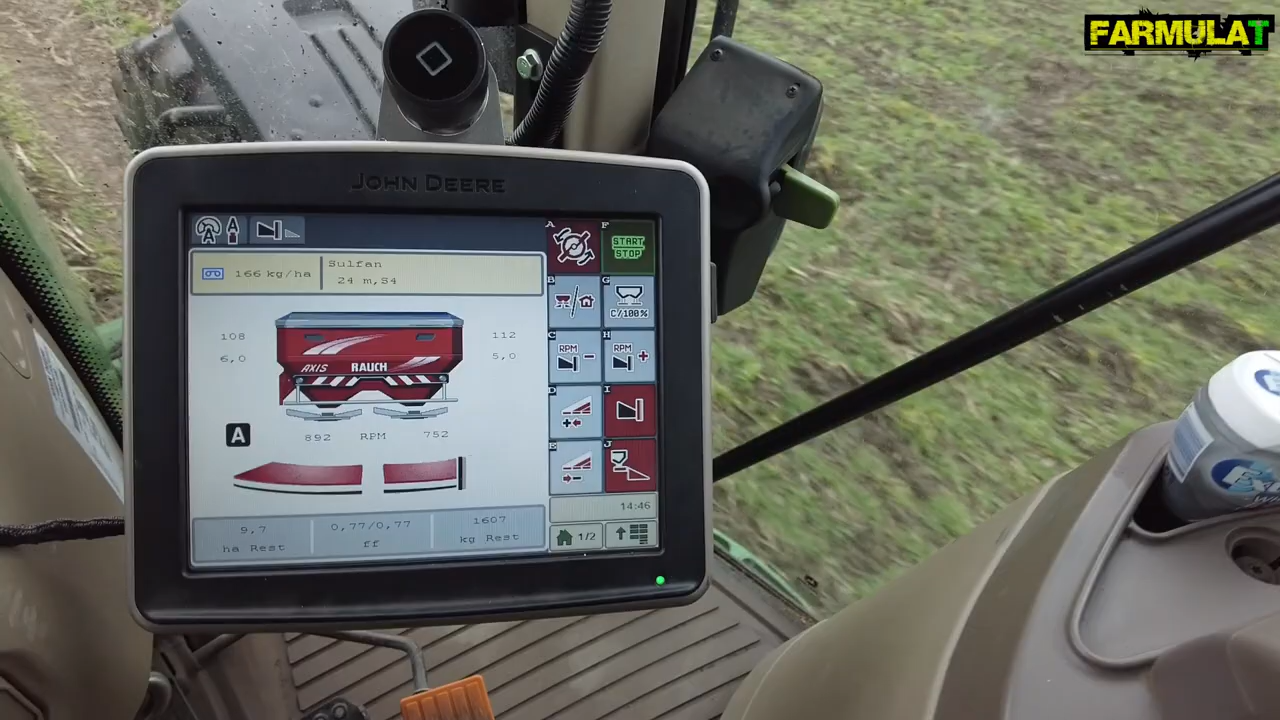 FARMULAT
JOHN DEERE
A
A
A
F
START
STOP
166 kg/ha
Sulfan
24 m,S4
B
G
C/100%
108
112
6,0
5,0
AXIS
RAUCH
C
RPM
H
RPM
D
I
A
892
RPM
752
E
J
9,7
0,77/0,77
1607
ha Rest
ff
kg Rest
14:46
1/2